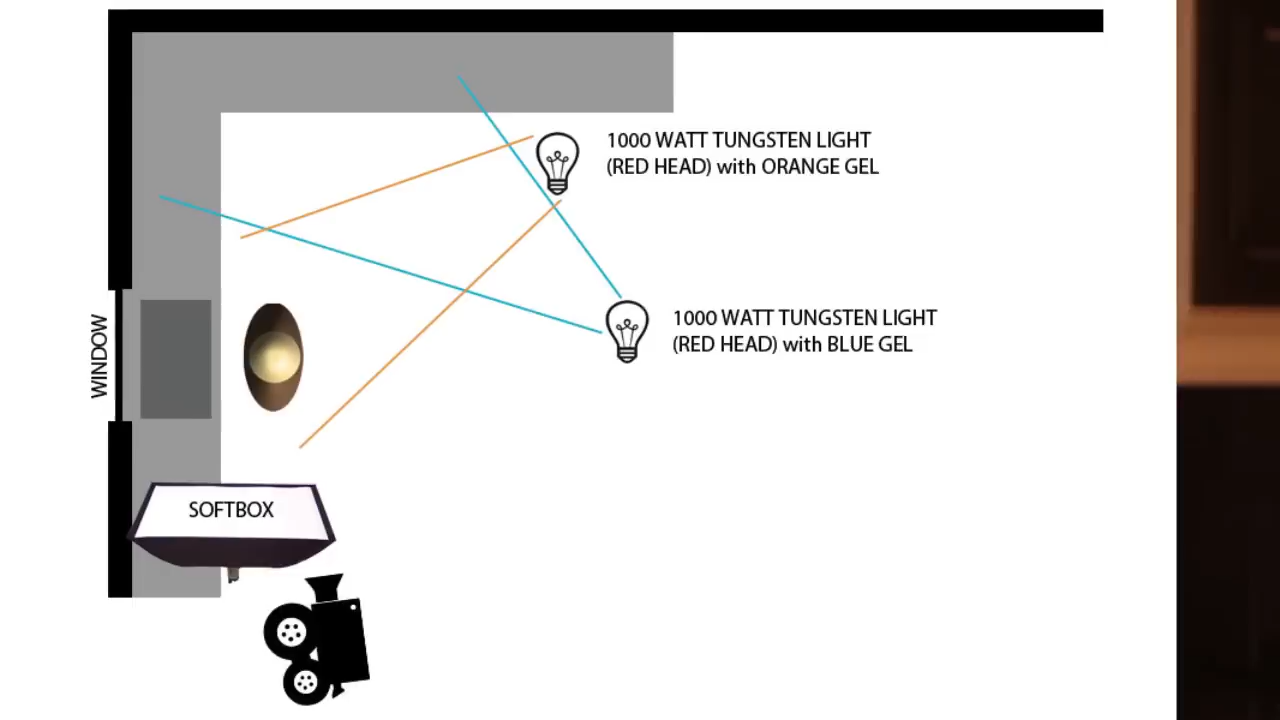 1000 WATT TUNGSTEN LIGHT
(RED HEAD) with ORANGE GEL
1000 WATT TUNGSTEN LIGHT
(RED HEAD) with BLUE GEL
WINDOW
SOFTBOX